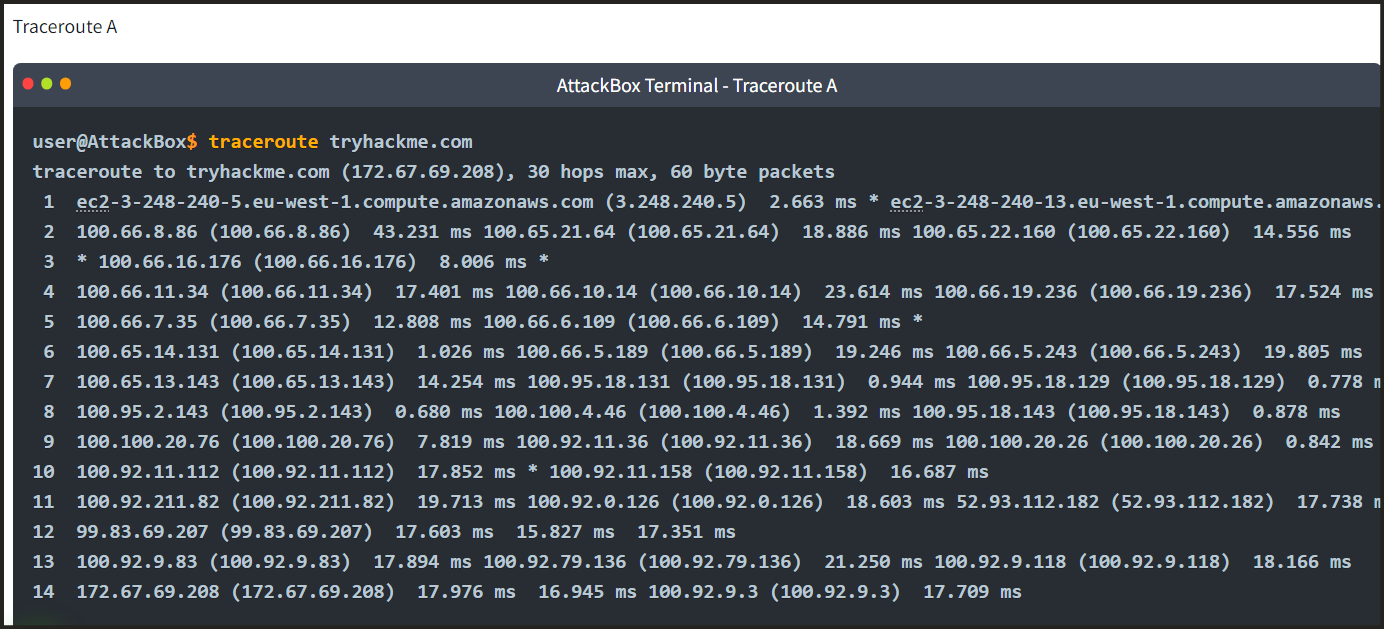 Traceroute A
AttackBox Terminal - Traceroute A
user@AttackBox$ traceroute tryhackme.com
traceroute to tryhackme.com (172.67.69.208), 30 hops max, 60 byte packets
1 ec2-3-248-240-5.eu-west-1.compute.amazonaws.com (3.248.240.5) 2.663 ms * ec2-3-248-240-13.eu-west-1.compute.amazonaws.
2 100.66.8.86 (100.66.8.86) 43.231 ms 100.65.21.64 (100.65.21.64) 18.886 ms 100.65.22.160 (100.65.22.160) 14.556 ms
3 * 100.66.16.176 (100.66.16.176) 8.006 ms *
4 100.66.11.34 (100.66.11.34) 17.401 ms 100.66.10.14 (100.66.10.14) 23.614 ms 100.66.19.236 (100.66.19.236) 17.524 ms
5 100.66.7.35 (100.66.7.35) 12.808 ms 100.66.6.109 (100.66.6.109) 14.791 ms *
6 100.65.14.131 (100.65.14.131) 1.026 ms 100.66.5.189 (100.66.5.189) 19.246 ms 100.66.5.243 (100.66.5.243) 19.805 ms
7 100.65.13.143 (100.65.13.143) 14.254 ms 100.95.18.131 (100.95.18.131) 0.944 ms 100.95.18.129 (100.95.18.129) 0.778
8 100.95.2.143 (100.95.2.143) 0.680 ms 100.100.4.46 (100.100.4.46) 1.392 ms 100.95.18.143 (100.95.18.143) 0.878 ms
9 100.100.20.76 (100.100.20.76) 7.819 ms 100.92.11.36 (100.92.11.36) 18.669 ms 100.100.20.26 (100.100.20.26) 0.842 ms
10 100.92.11.112 (100.92.11.112) 17.852 ms * 100.92.11.158 (100.92.11.158) 16.687 ms
11 100.92.211.82 (100.92.211.82) 19.713 ms 100.92.0.126 (100.92.0.126) 18.603 ms 52.93.112.182 (52.93.112.182) 17.738
12 99.83.69.207 (99.83.69.207) 17.603 ms 15.827 ms 17.351 ms
13 100.92.9.83 (100.92.9.83) 17.894 ms 100.92.79.136 (100.92.79.136) 21.250 ms 100.92.9.118 (100.92.9.118) 18.166 ms
14 172.67.69.208 (172.67.69.208) 17.976 ms 16.945 ms 100.92.9.3 (100.92.9.3) 17.709 ms